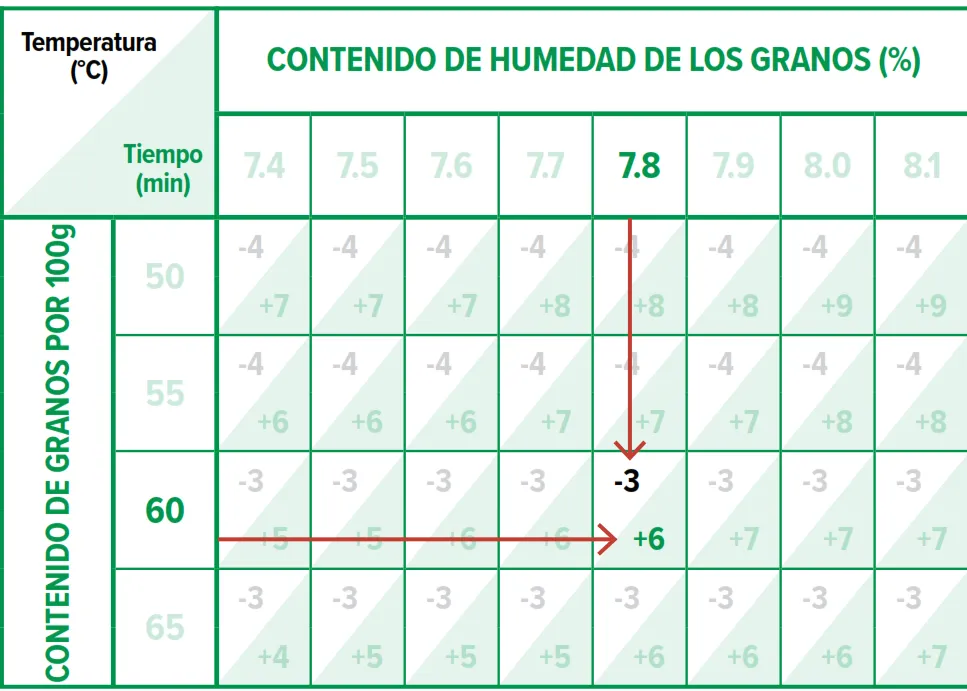 Temperatura
(°C)
Tiempo
(min)
CONTENIDO DE HUMEDAD DE LOS GRANOS (%)
7.4 7.5 7.6 7.7 7.8 7.9 8.0 8.1
CONTENIDO DE GRANOS POR 100g
50
-4 -4 -4 -4 -4 -4 -4 -4
+7 +7 +7 +8 +8 +8 +9 +9
55
-4 -4 -4 -4 -4 -4 -4 -4
+6 +6 +6 +7 +7 +7 +8 +8
60
-3 -3 -3 -3 -3 -3 -3 -3
+5 +5 +6 +6 +6 +7 +7 +7
65
-3 -3 -3 -3 -3 -3 -3 -3
+4 +5 +5 +5 +6 +6 +6 +7